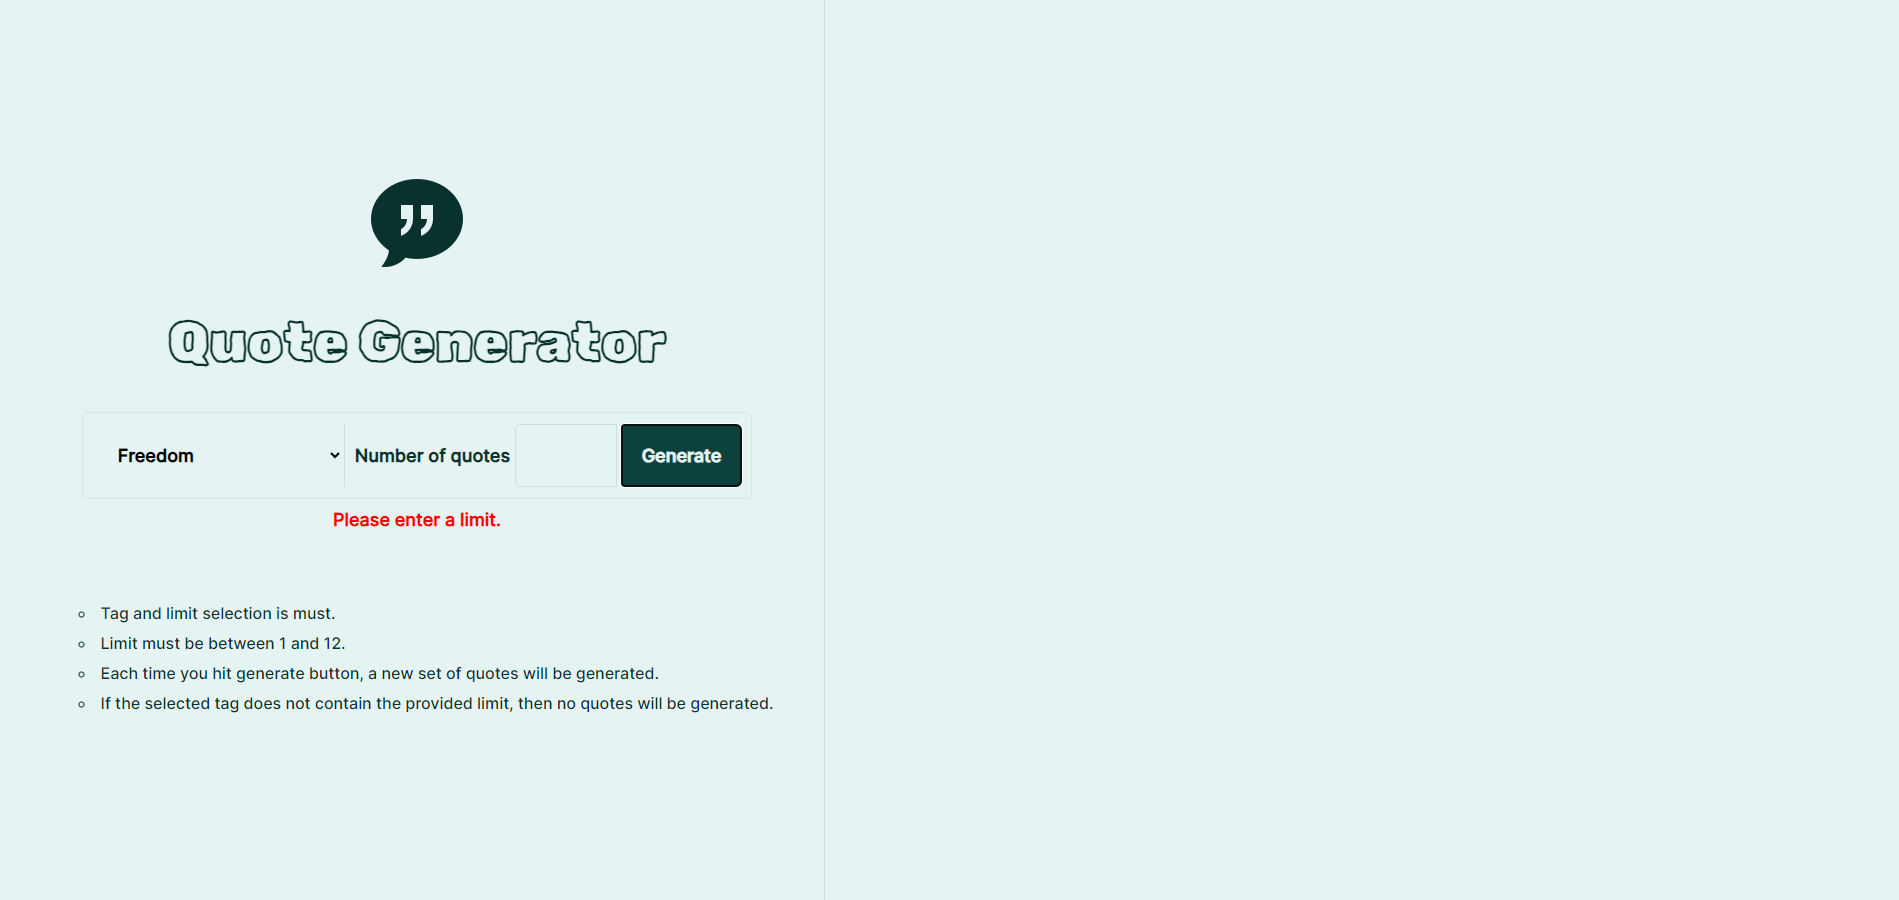 Quote Generator
Freedom Number of quotes Generate
Please enter a limit.
Tag and limit selection is must.
Limit must be between 1 and 12.
Each time you hit generate button, a new set of quotes will be generated.
If the selected tag does not contain the provided limit, then no quotes will be generated.